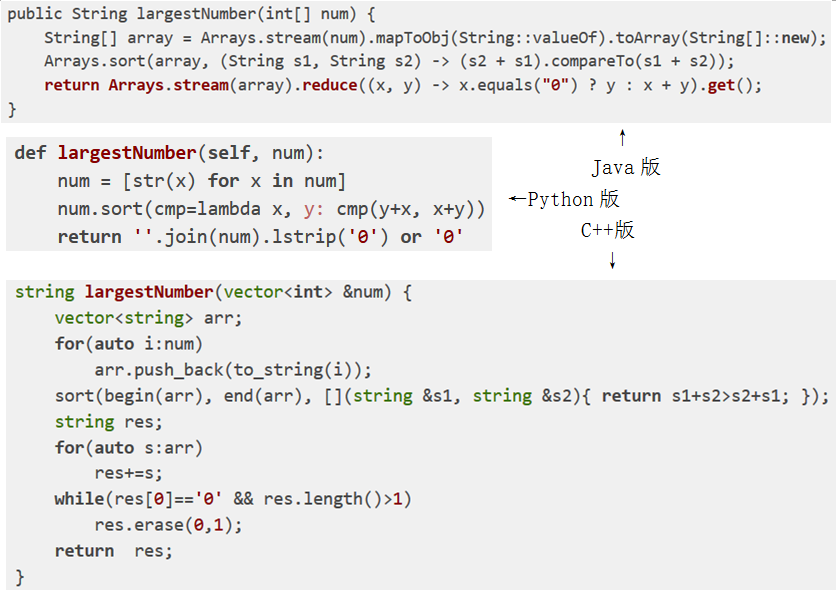 public String largestNumber(int[] num) {
    String[] array = Arrays.stream(num).mapToObj(String::valueOf).toArray(String[]::new);
    Arrays.sort(array, (String s1, String s2) -> (s2 + s1).compareTo(s1 + s2));
    return Arrays.stream(array).reduce((x, y) -> x.equals("0") ? y : x + y).get();
}
↑
Java 版
←Python 版
C++版
↓
def largestNumber(self, num):
    num = [str(x) for x in num]
    num.sort(cmp=lambda x, y: cmp(y+x, x+y))
    return ''.join(num).lstrip('0') or '0'
string largestNumber(vector<int> &num) {
    vector<string> arr;
    for(auto i:num)
        arr.push_back(to_string(i));
    sort(begin(arr), end(arr), [](string &s1, string &s2){ return s1+s2>s2+s1; });
    string res;
    for(auto s:arr)
        res+=s;
    while(res[0]=='0' && res.length()>1)
        res.erase(0,1);
    return  res;
}